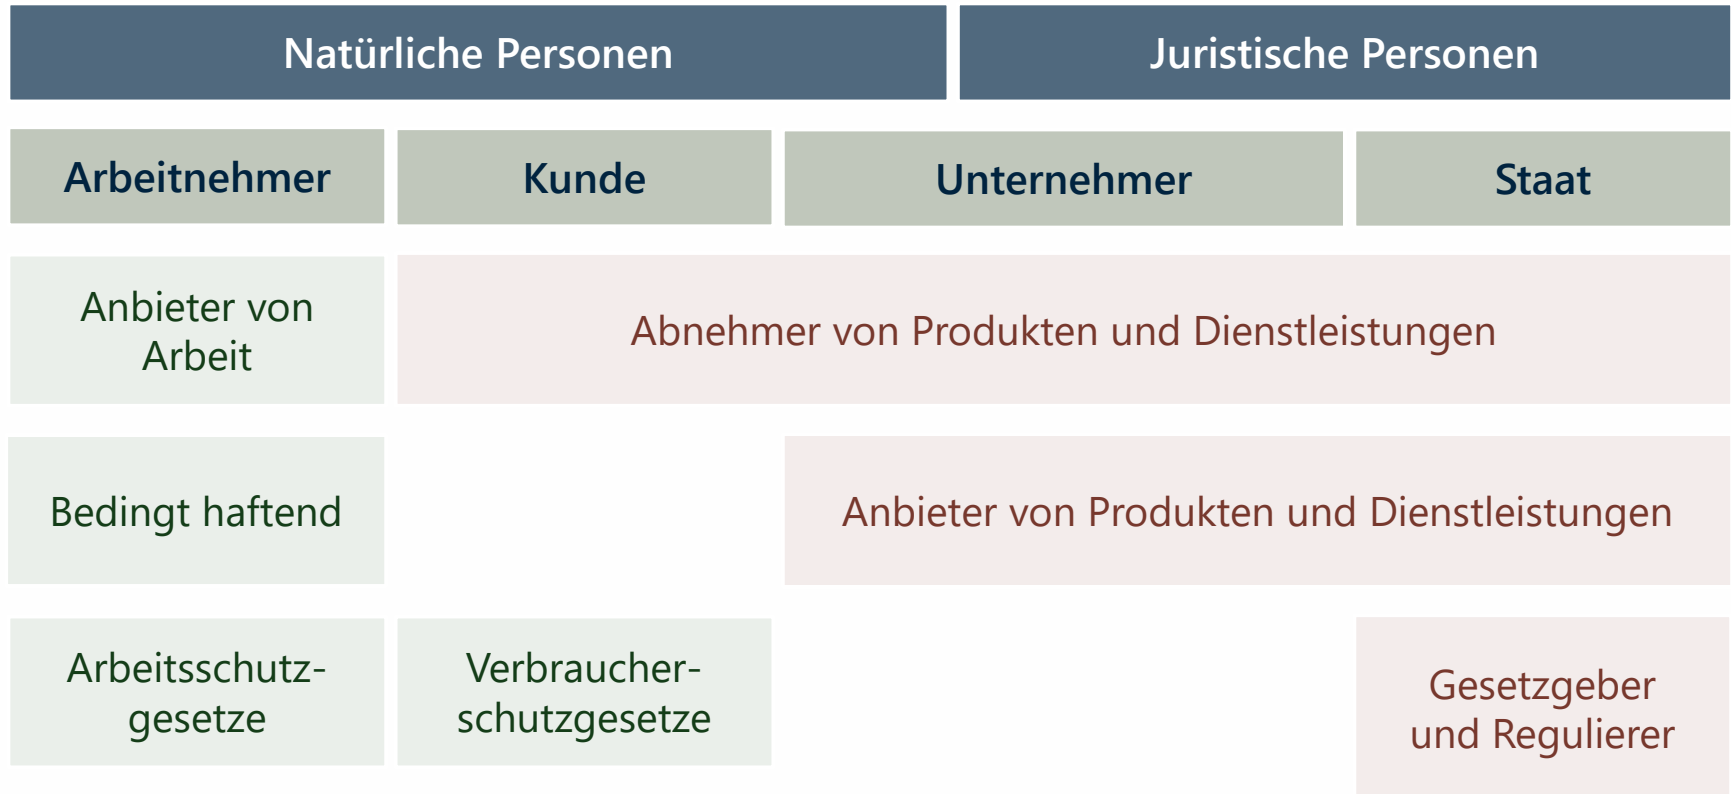 Natürliche Personen
Juristische Personen
Arbeitnehmer
Kunde
Unternehmer
Staat
Anbieter von
Arbeit
Abnehmer von Produkten und Dienstleistungen
Bedingt haftend
Anbieter von Produkten und Dienstleistungen
Arbeitsschutz-
gesetze
Verbraucher-
schutzgesetze
Gesetzgeber
und Regulierer